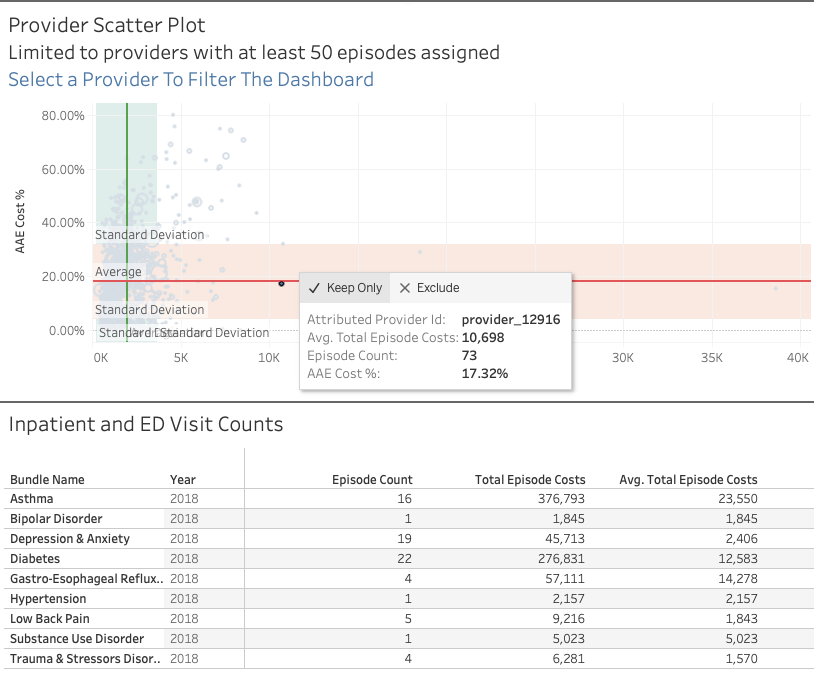 Provider Scatter Plot
Limited to providers with at least 50 episodes assigned
Select a Provider To Filter The Dashboard
80.00%
60.00%
40.00%
20.00%
0.00%
AAE Cost %
Standard Deviation
Average
Standard Deviation
Standard Deviation
0K 5K 10K 30K 35K 40K
Keep Only Exclude
Attributed Provider Id: provider_12916
Avg. Total Episode Costs: 10,698
Episode Count: 73
AAE Cost %: 17.32%
Inpatient and ED Visit Counts
Bundle Name Year Episode Count Total Episode Costs Avg. Total Episode Costs
Asthma 2018 16 376,793 23,550
Bipolar Disorder 2018 1 1,845 1,845
Depression & Anxiety 2018 19 45,713 2,406
Diabetes 2018 22 276,831 12,583
Gastro-Esophageal Reflux.. 2018 4 57,111 14,278
Hypertension 2018 1 2,157 2,157
Low Back Pain 2018 5 9,216 1,843
Substance Use Disorder 2018 1 5,023 5,023
Trauma & Stressors Disor.. 2018 4 6,281 1,570